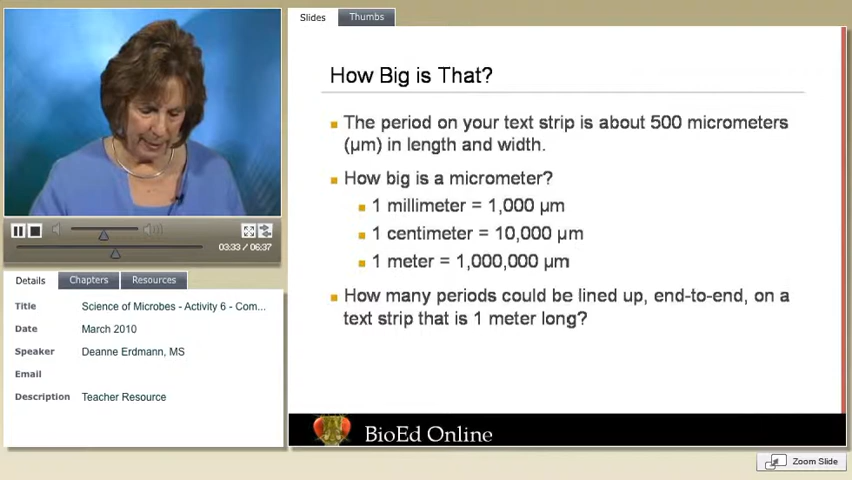 Slides
Thumbs
How Big is That?
The period on your text strip is about 500 micrometers
(µm) in length and width.
How big is a micrometer?
1 millimeter = 1,000 µm
1 centimeter = 10,000 µm
1 meter = 1,000,000 µm
How many periods could be lined up, end-to-end, on a
text strip that is 1 meter long?
03:33 / 06:37
Details
Chapters
Resources
Title
Science of Microbes - Activity 6 - Com...
Date
March 2010
Speaker
Deanne Erdmann, MS
Email
Description
Teacher Resource
BioEd Online
Zoom Slide